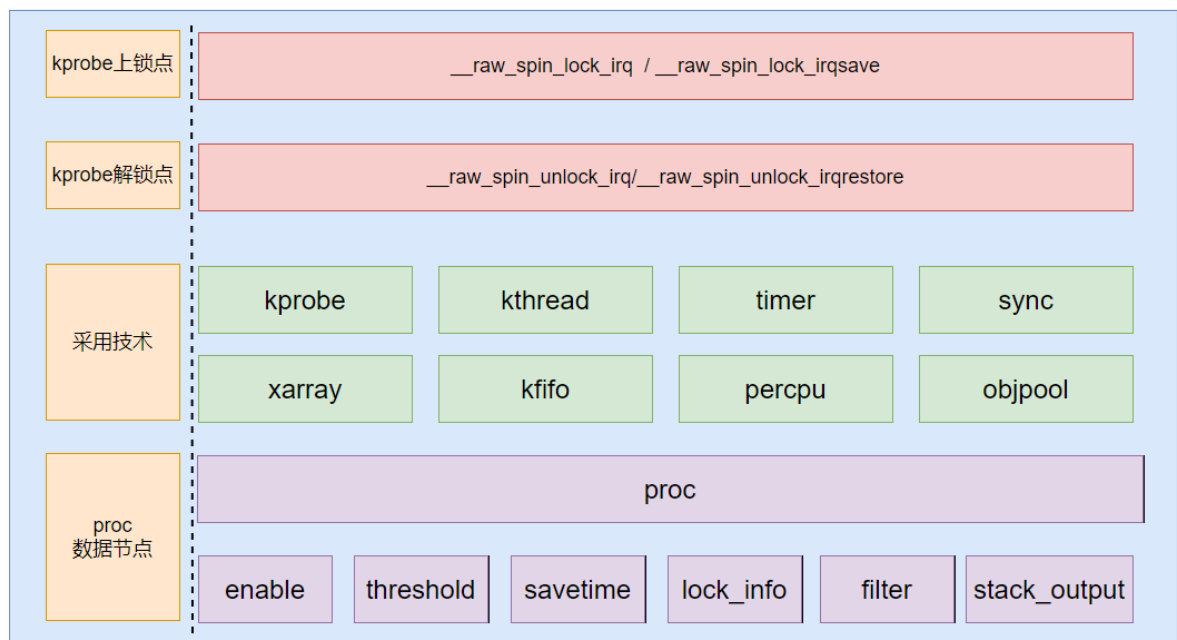 kprobe上锁点
__raw_spin_lock_irq / __raw_spin_lock_irqsave
kprobe解锁点
__raw_spin_unlock_irq/__raw_spin_unlock_irqrestore
采用技术
kprobe
kthread
timer
sync
xarray
kfifo
percpu
objpool
proc
数据节点
proc
enable
threshold
savetime
lock_info
filter
stack_output